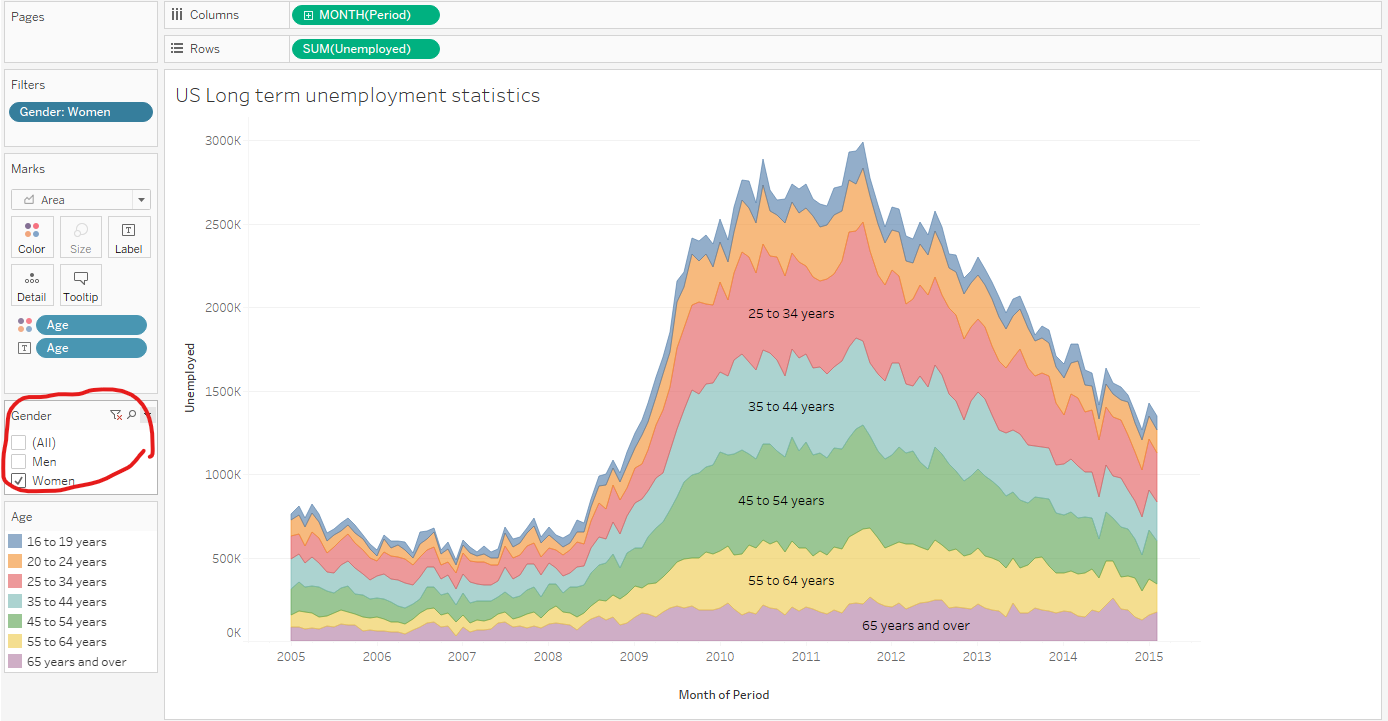 Pages
Columns
MONTH(Period)
Rows
SUM(Unemployed)
Filters
Gender: Women
Marks
Area
Color
Size
Label
Detail
Tooltip
Age
Age
Gender
(All)
Men
Women
Age
16 to 19 years
20 to 24 years
25 to 34 years
35 to 44 years
45 to 54 years
55 to 64 years
65 years and over
US Long term unemployment statistics
3000K
2500K
2000K
1500K
1000K
500K
0K
Unemployed
25 to 34 years
35 to 44 years
45 to 54 years
55 to 64 years
65 years and over
2005 2006 2007 2008 2009 2010 2011 2012 2013 2014 2015
Month of Period